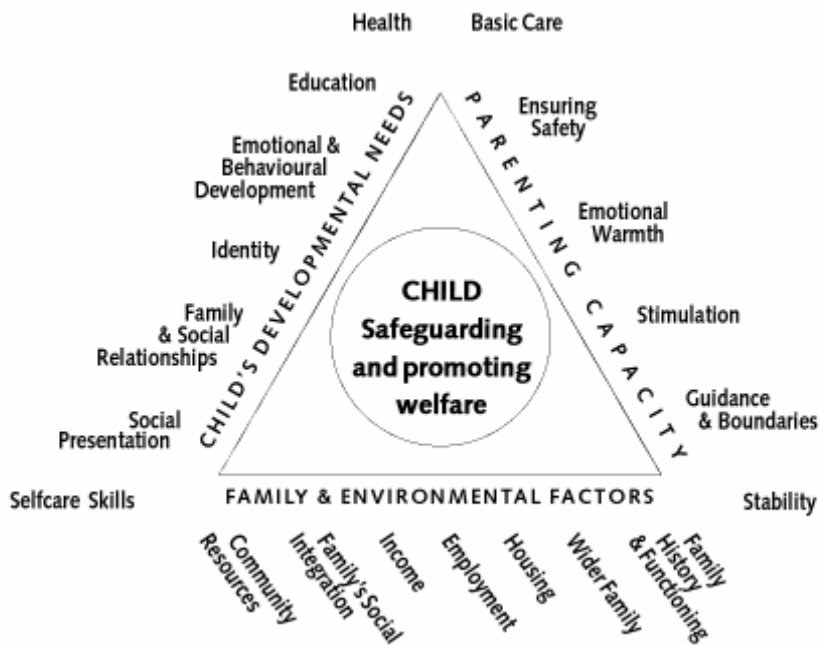 Health
Education
Emotional &
Behavioural
Development
Identity
Family
& Social
Relationships
Social
Presentation
Selfcare Skills
CHILD'S DEVELOPMENTAL NEEDS
CHILD
Safeguarding
and promoting
welfare
PARENTING CAPACITY
Basic Care
Ensuring
Safety
Emotional
Warmth
Stimulation
Guidance
& Boundaries
Stability
FAMILY & ENVIRONMENTAL FACTORS
Community
Resources
Family's Social
Integration
Income
Employment
Housing
Wider Family
Family
History
& Functioning